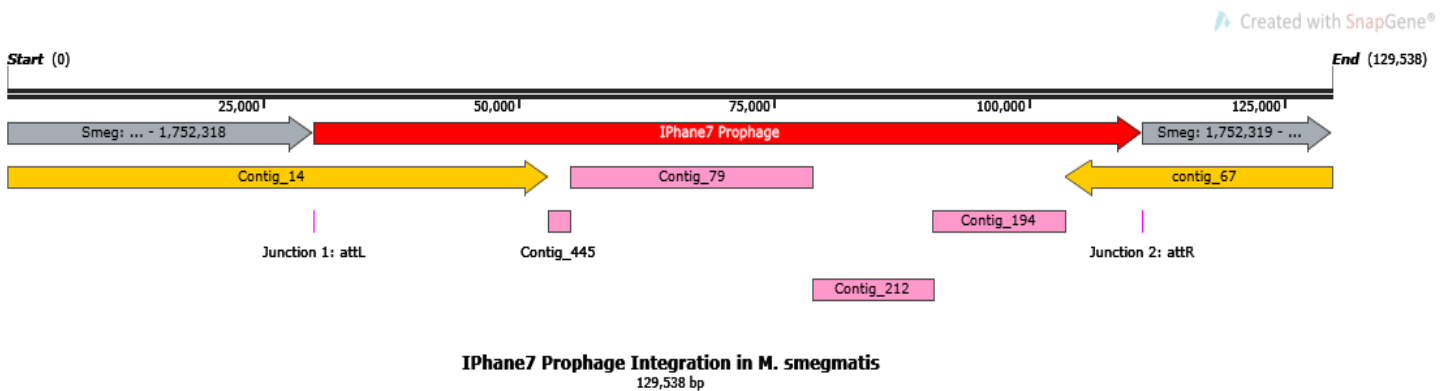 Created with SnapGene®
Start (0)
End (129,538)
25,000
50,000
75,000
100,000
125,000
Smeg: ... - 1,752,318
IPhane7 Prophage
Smeg: 1,752,319 - ...
Contig_14
Contig_79
contig_67
Contig_194
Junction 1: attL
Contig_445
Junction 2: attR
Contig_212
IPhane7 Prophage Integration in M. smegmatis
129,538 bp